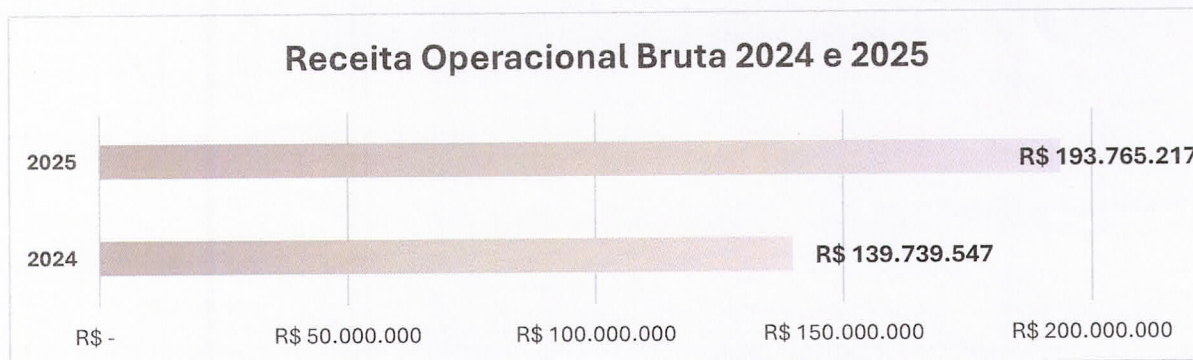 Receita Operacional Bruta 2024 e 2025
2025
R$ 193.765.217
2024
R$ 139.739.547
R$ -
R$ 50.000.000
R$ 100.000.000
R$ 150.000.000
R$ 200.000.000